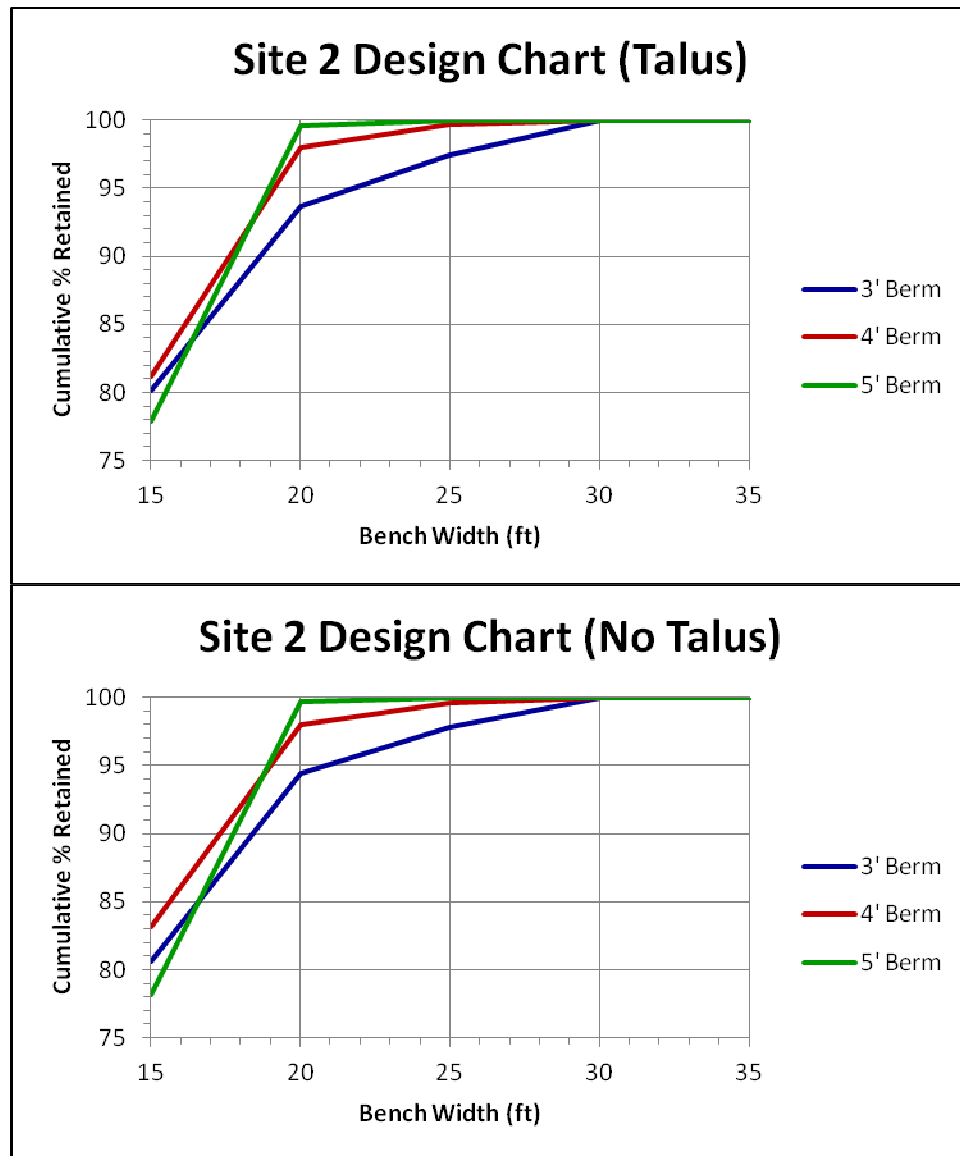 Site 2 Design Chart (Talus)
Cumulative % Retained
100
95
90
85
80
75
15 20 25 30 35
Bench Width (ft)
3' Berm
4' Berm
5' Berm
Site 2 Design Chart (No Talus)
Cumulative % Retained
100
95
90
85
80
75
15 20 25 30 35
Bench Width (ft)
3' Berm
4' Berm
5' Berm